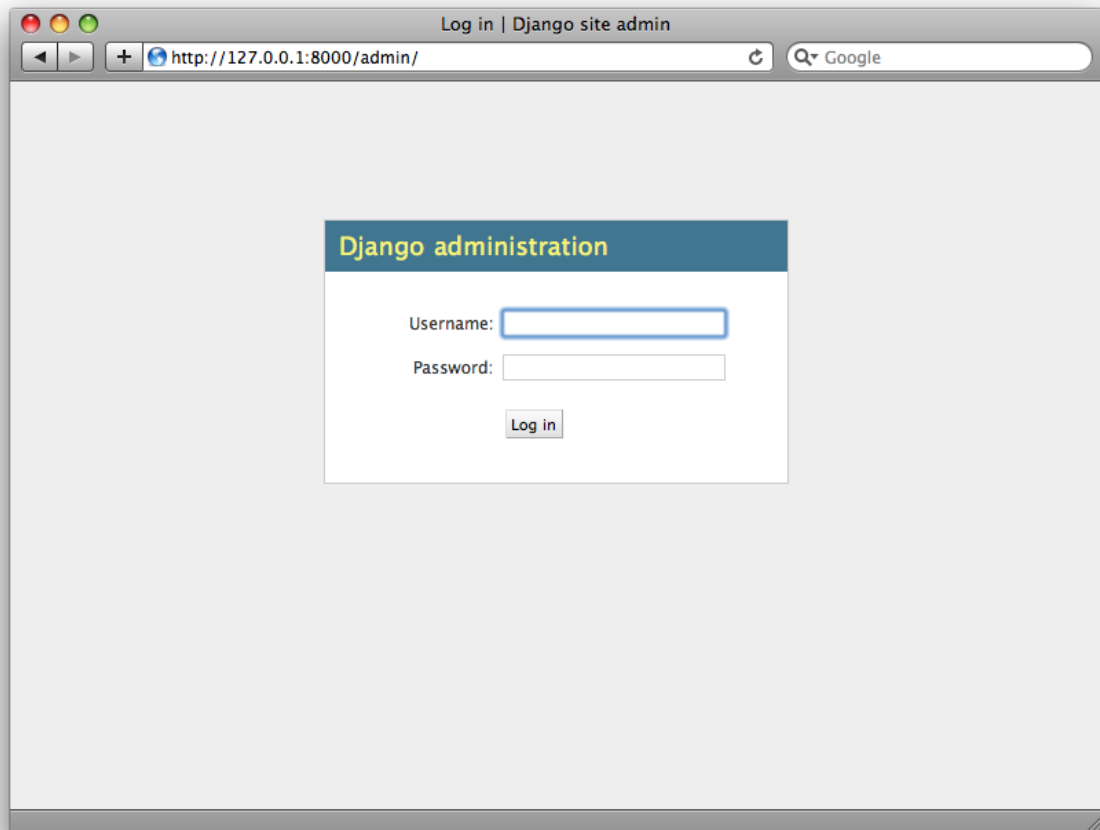 Log in | Django site admin
http://127.0.0.1:8000/admin/
Google
Django administration
Username:
Password:
Log in